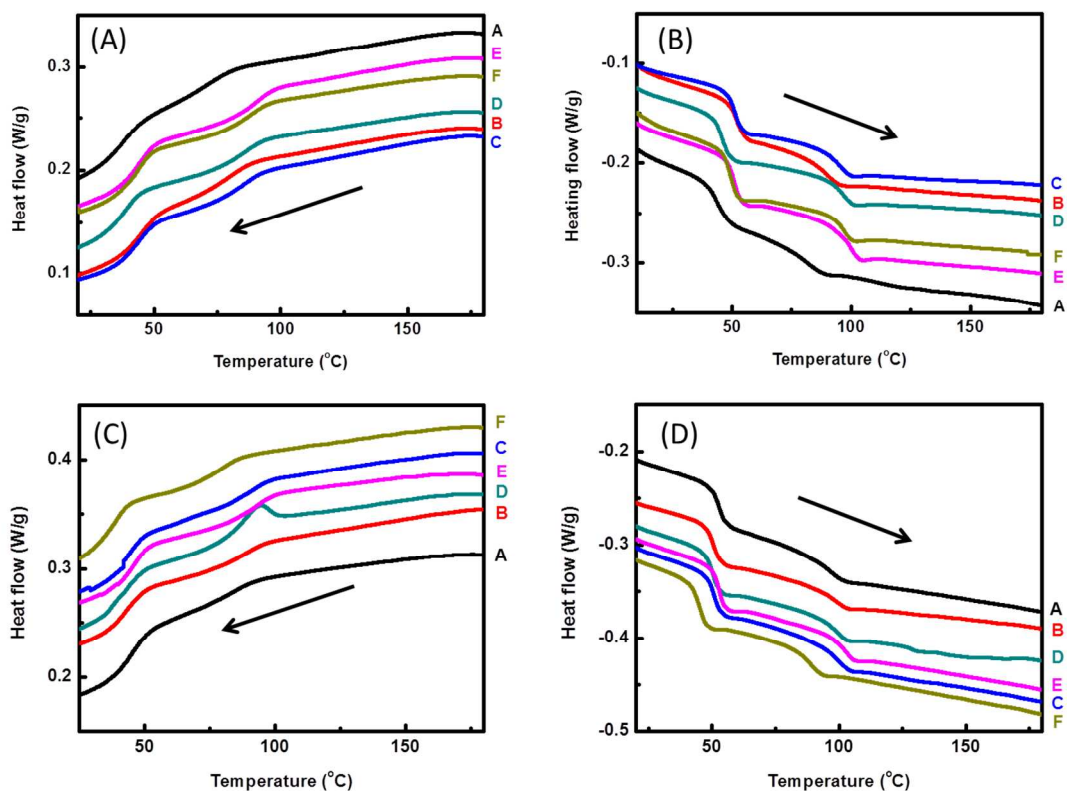 (A)
0.3
0.2
0.1
Heat flow (W/g)
50
100
150
Temperature (°C)
A
E
F
D
B
C
(B)
-0.1
-0.2
-0.3
Heating flow (W/g)
50
100
150
Temperature (°C)
C
B
D
F
E
A
(C)
0.4
0.3
0.2
Heat flow (W/g)
50
100
150
Temperature (°C)
F
C
E
D
B
A
(D)
-0.2
-0.3
-0.4
-0.5
Heat flow (W/g)
50
100
150
Temperature (°C)
A
B
D
E
C
F